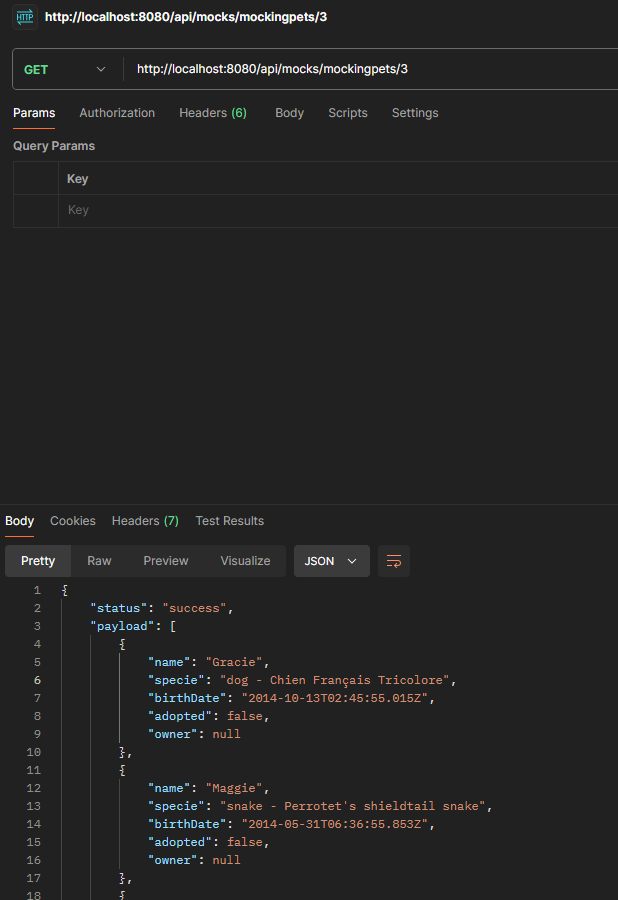 HTTP http://localhost:8080/api/mocks/mockingpets/3
GET http://localhost:8080/api/mocks/mockingpets/3
Params Authorization Headers (6) Body Scripts Settings
Query Params
Key
Key
Body Cookies Headers (7) Test Results
Pretty Raw Preview Visualize JSON
1 {
2 "status": "success",
3 "payload": [
4 {
5 "name": "Gracie",
6 "specie": "dog - Chien Français Tricolore",
7 "birthDate": "2014-10-13T02:45:55.015Z",
8 "adopted": false,
9 "owner": null
10 },
11 {
12 "name": "Maggie",
13 "specie": "snake - Perrotet's shieldtail snake",
14 "birthDate": "2014-05-31T06:36:55.853Z",
15 "adopted": false,
16 "owner": null
17 },
18 {